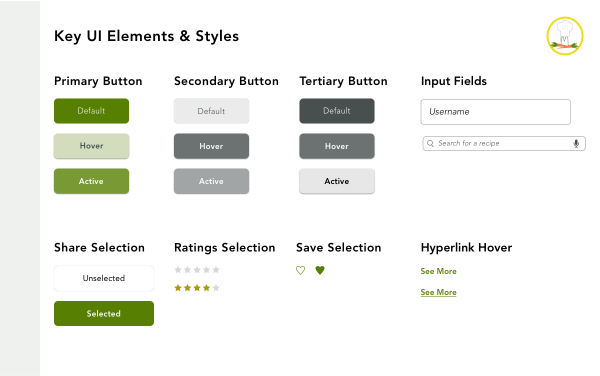 Key UI Elements & Styles
Primary Button
Secondary Button
Tertiary Button
Input Fields
Default
Default
Default
Username
Hover
Hover
Hover
Search for a recipe
Active
Active
Active
Share Selection
Ratings Selection
Save Selection
Hyperlink Hover
Unselected
See More
See More
Selected